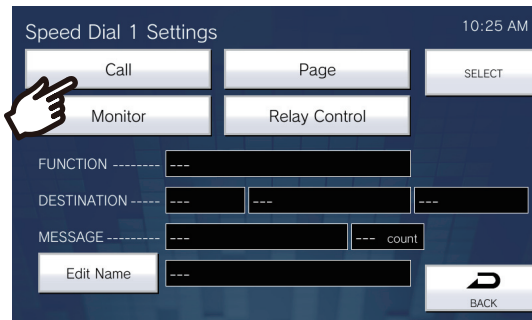 Speed Dial 1 Settings 10:25 AM
Call Page SELECT
Monitor Relay Control
FUNCTION -------- ---
DESTINATION ----- --- --- ---
MESSAGE --------- --- --- count
Edit Name ---
BACK